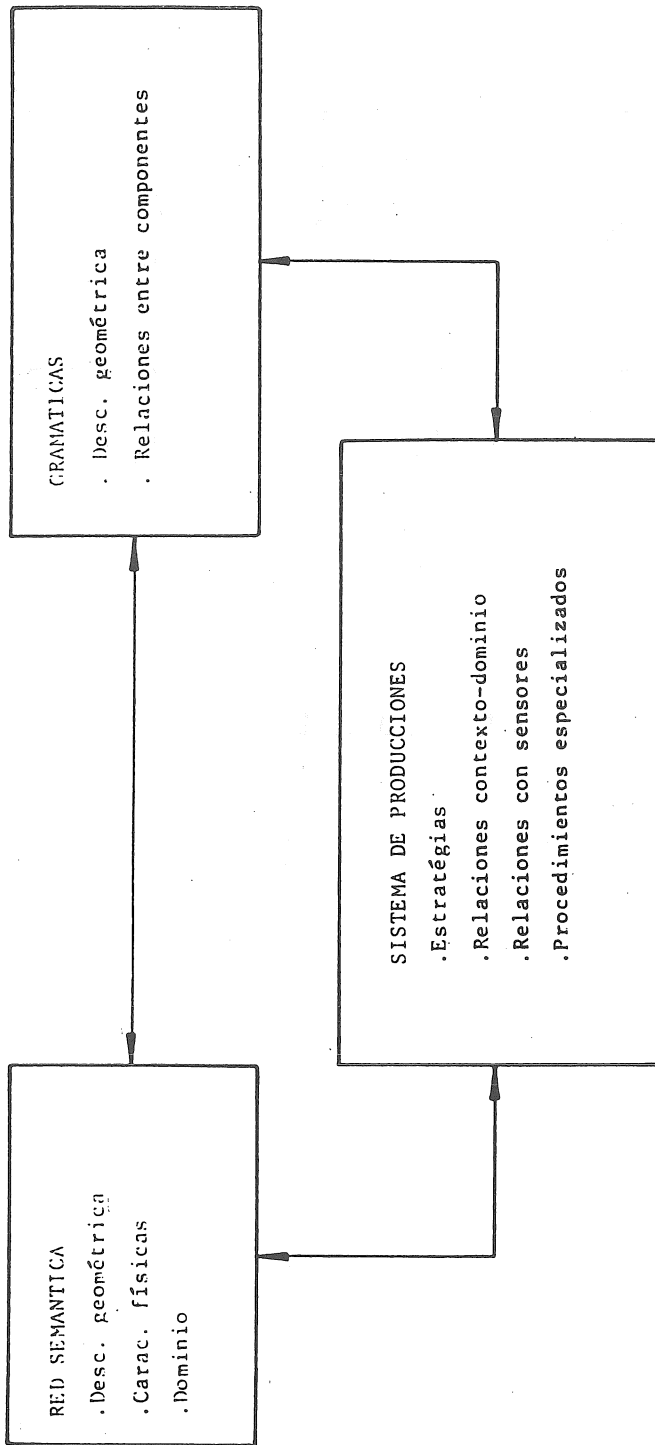 RED SEMANTICA
.Desc. geométrica
.Carac. físicas
.Dominio
GRAMATICAS
. Desc. geométrica
. Relaciones entre componentes
SISTEMA DE PRODUCCIONES
.Estratégias
.Relaciones contexto-dominio
.Relaciones con sensores
.Procedimientos especializados